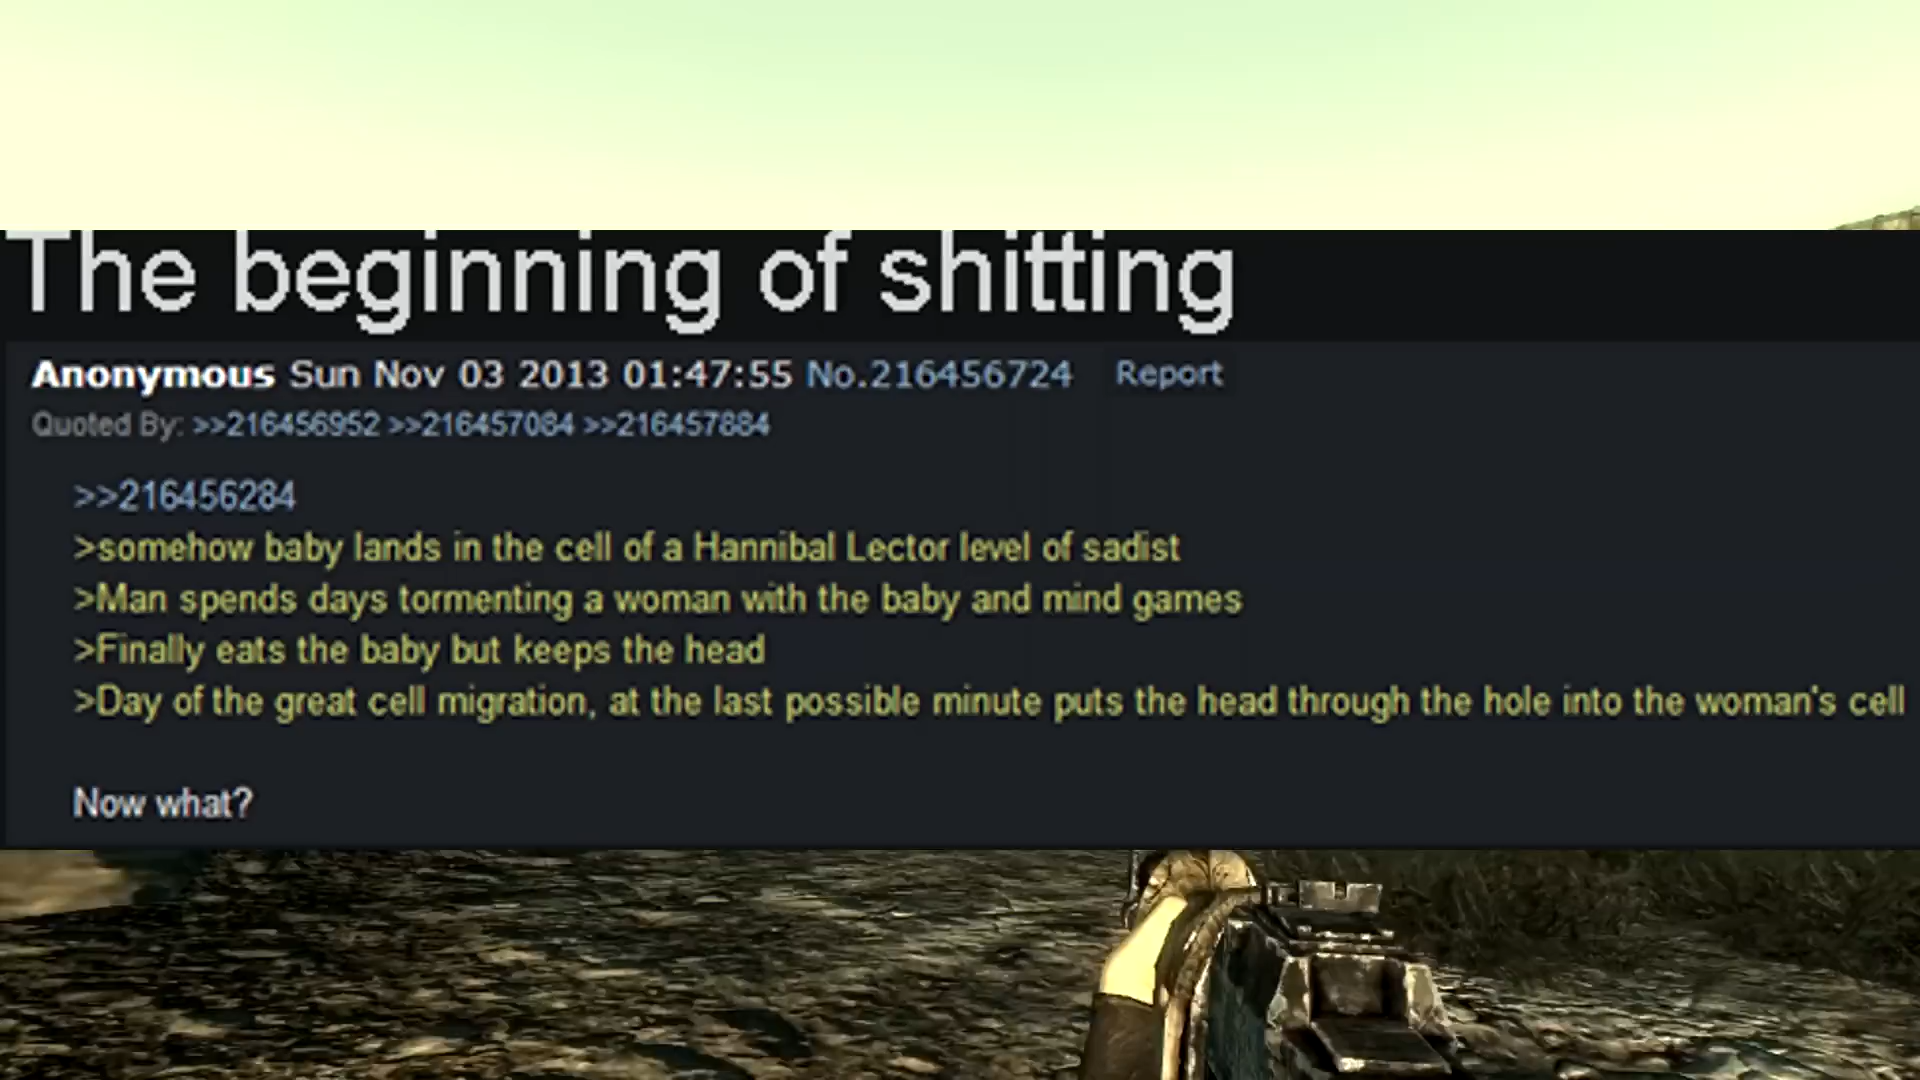 The beginning of shitting
Anonymous Sun Nov 03 2013 01:47:55 No.216456724 Report
Quoted By: >>216456952 >>216457084 >>216457884
>>216456284
>somehow baby lands in the cell of a Hannibal Lector level of sadist
>Man spends days tormenting a woman with the baby and mind games
>Finally eats the baby but keeps the head
>Day of the great cell migration, at the last possible minute puts the head through the hole into the woman's cell
Now what?